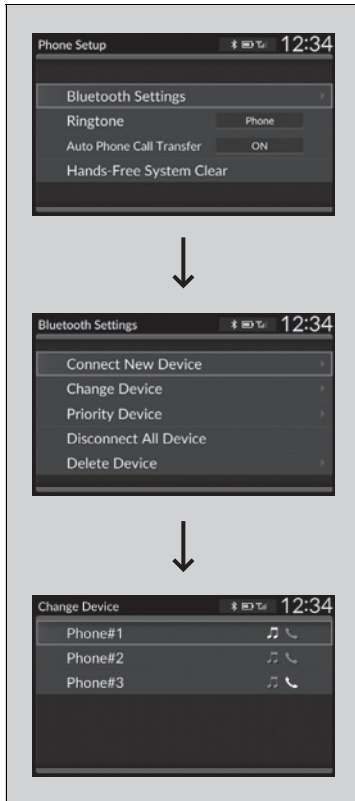 Phone Setup 12:34
Bluetooth Settings
Ringtone Phone
Auto Phone Call Transfer ON
Hands-Free System Clear
Bluetooth Settings 12:34
Connect New Device
Change Device
Priority Device
Disconnect All Device
Delete Device
Change Device 12:34
Phone#1
Phone#2
Phone#3